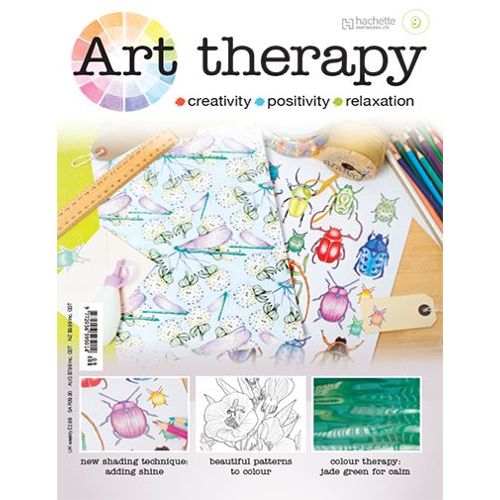 hachette
PARTWORKS LTD
9
Art therapy
creativity positivity relaxation
new shading technique:
adding shine
beautiful patterns
to colour
colour therapy:
jade green for calm